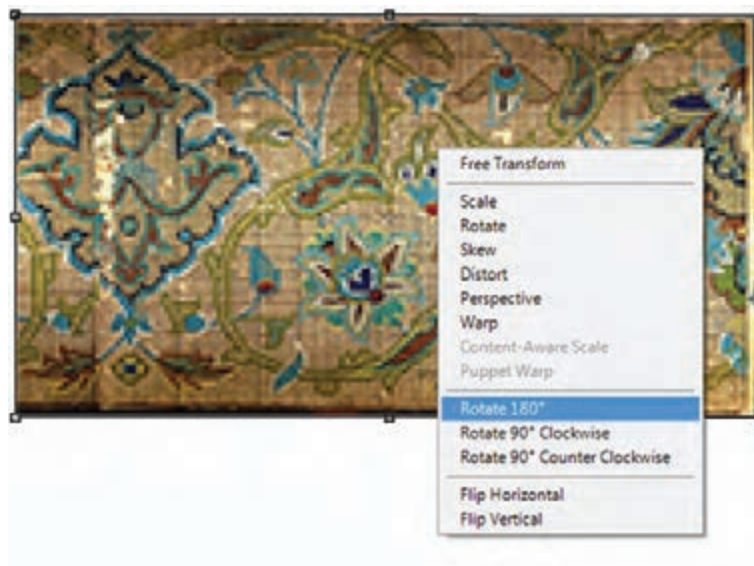 Free Transform
Scale
Rotate
Skew
Distort
Perspective
Warp
Content-Aware Scale
Puppet Warp
Rotate 180°
Rotate 90° Clockwise
Rotate 90° Counter Clockwise
Flip Horizontal
Flip Vertical